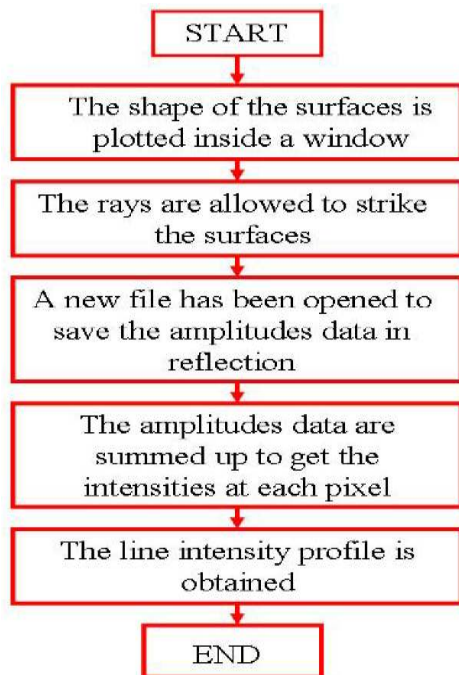 START
The shape of the surfaces is
plotted inside a window
The rays are allowed to strike
the surfaces
A new file has been opened to
save the amplitudes data in
reflection
The amplitudes data are
summed up to get the
intensities at each pixel
The line intensity profile is
obtained
END